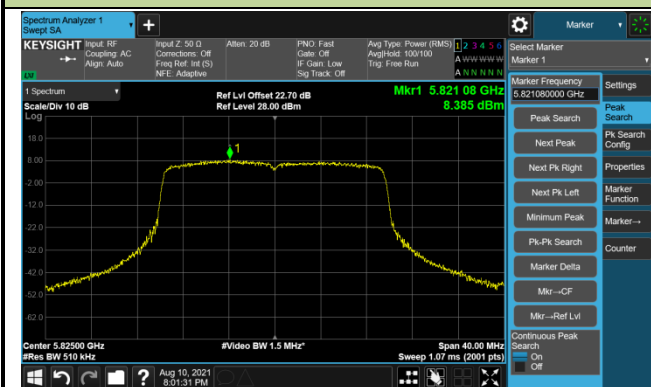 Spectrum Analyzer 1
Swept SA
+
Marker
KEYSIGHT
Input: RF
Coupling: AC
Align: Auto
Input Z: 50 Ω
Corrections: Off
Freq Ref: Int (S)
NFE: Adaptive
Atten: 20 dB
PNO: Fast
Gate: Off
IF Gain: Low
Sig Track: Off
Avg Type: Power (RMS)
Avg|Hold: 100/100
Trig: Free Run
1 2 3 4 5 6
A W W W W W
A N N N N N
LXI
Select Marker
Marker 1
1 Spectrum
Scale/Div 10 dB
Log
Ref Lvl Offset 22.70 dB
Ref Level 28.00 dBm
Mkr1 5.821 08 GHz
8.385 dBm
18.0
8.00
-2.00
-12.0
-22.0
-32.0
-42.0
-52.0
-62.0
1
Center 5.82500 GHz
#Res BW 510 kHz
#Video BW 1.5 MHz*
Span 40.00 MHz
Sweep 1.07 ms (2001 pts)
Marker Frequency
5.821080000 GHz
Peak Search
Next Peak
Next Pk Right
Next Pk Left
Minimum Peak
Pk-Pk Search
Marker Delta
Mkr→CF
Mkr→Ref Lvl
Continuous Peak
Search
On
Off
Settings
Peak
Search
Pk Search
Config
Properties
Marker
Function
Marker→
Counter
?
Aug 10, 2021
8:01:31 PM